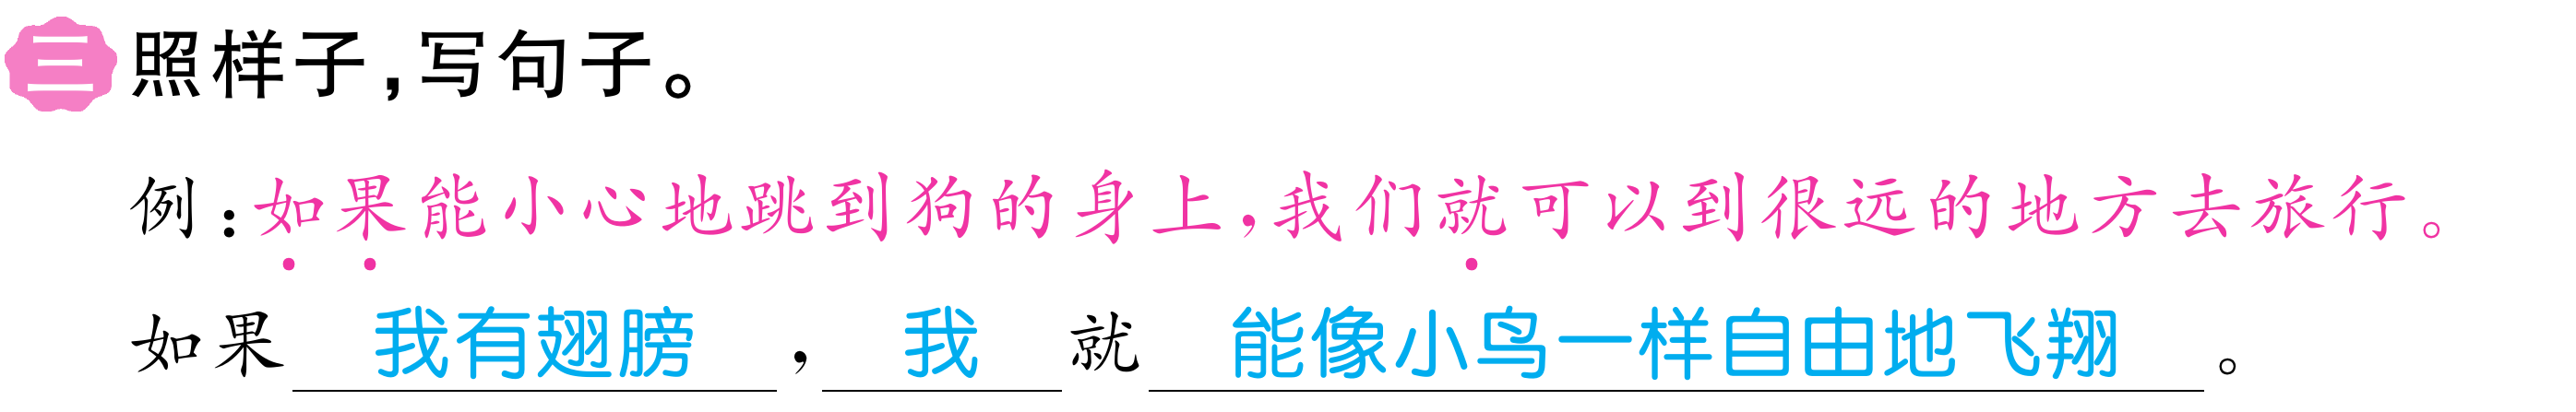 三 照样子,写句子。
例:如果能小心地跳到狗的身上,我们就可以到很远的地方去旅行。
如果 我有翅膀 , 我 就 能像小鸟一样自由地飞翔 。